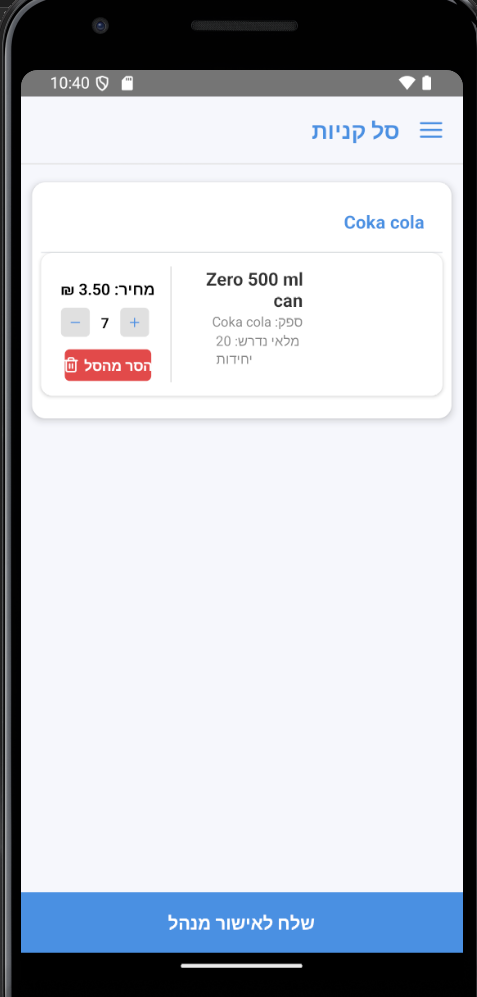 10:40
סל קניות
Coka cola
Zero 500 ml
can
ספק: Coka cola
מלאי נדרש: 20
יחידות
מחיר: 3.50 ₪
− 7 +
הסר מהסל
שלח לאישור מנהל